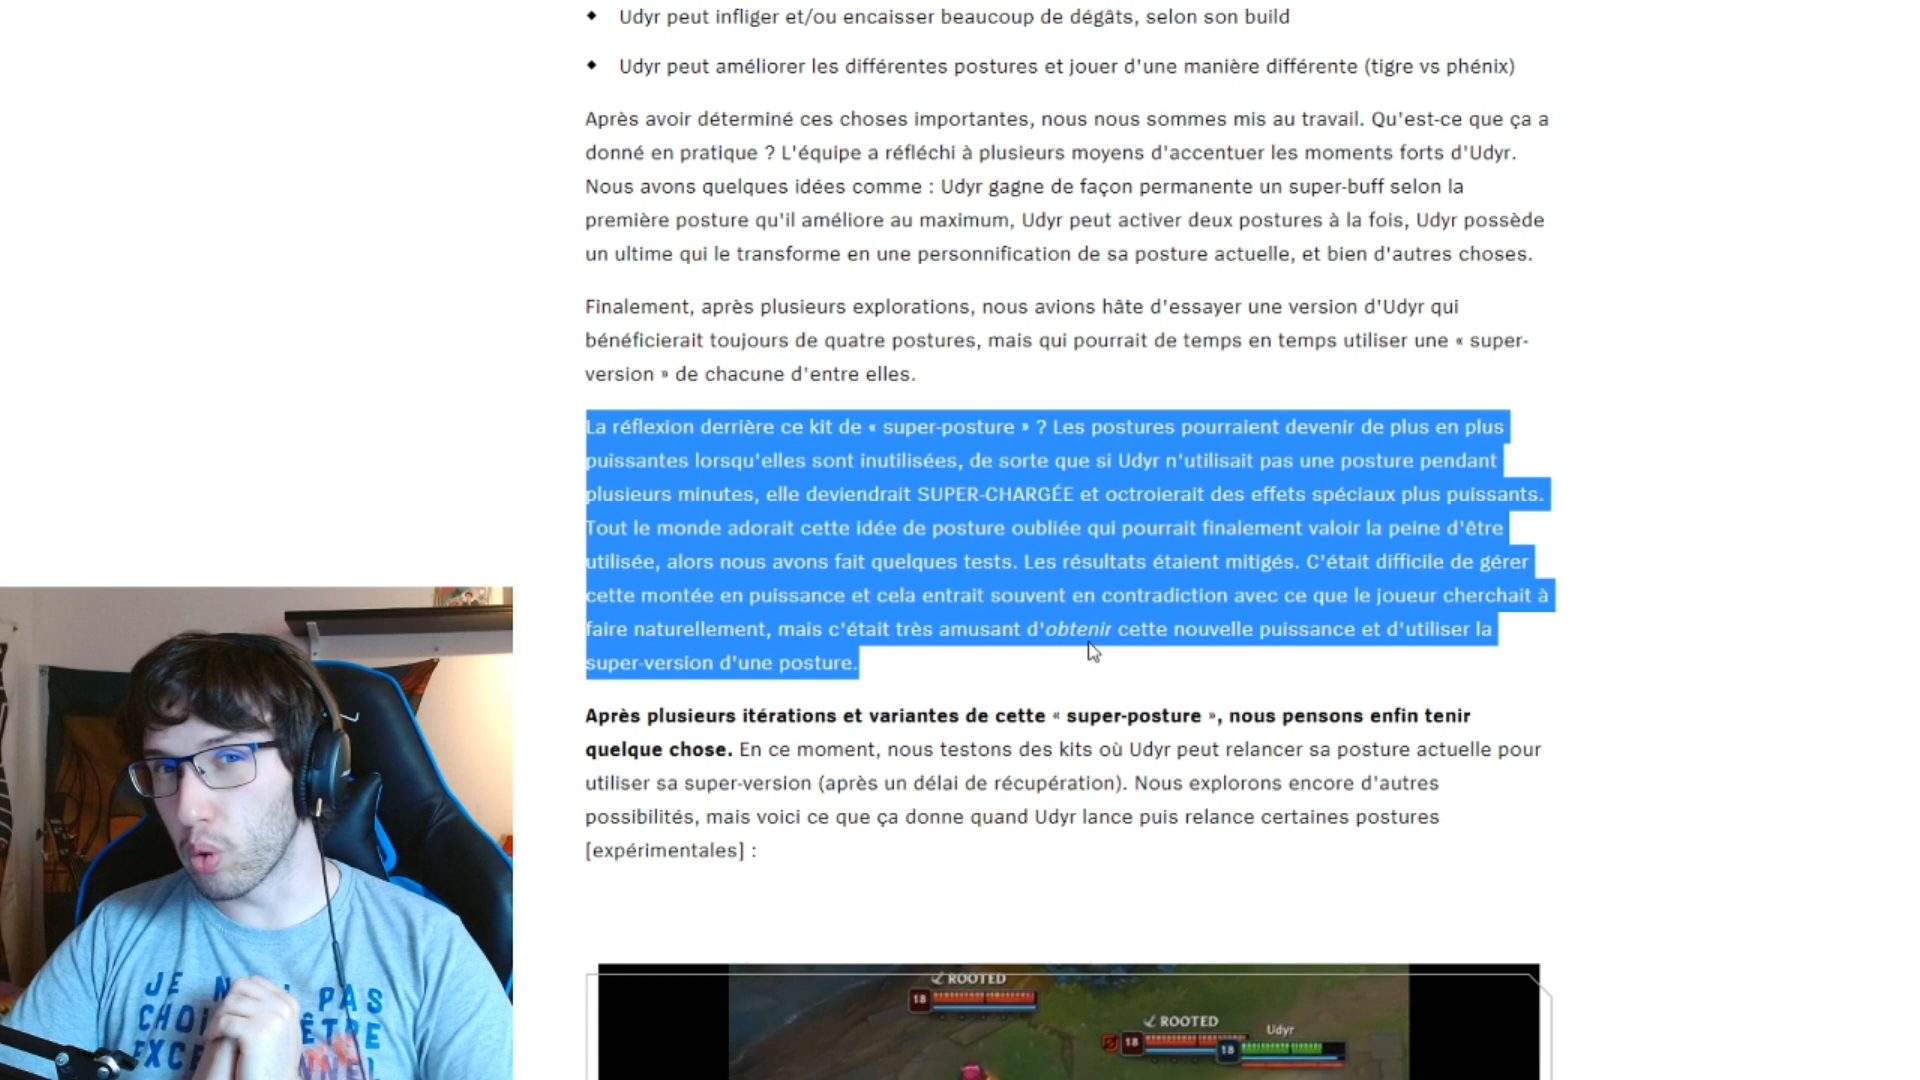 Udyr peut infliger et/ou encaisser beaucoup de dégâts, selon son build
Udyr peut améliorer les différentes postures et jouer d'une manière différente (tigre vs phénix)
Après avoir déterminé ces choses importantes, nous nous sommes mis au travail. Qu'est-ce que ça a
donné en pratique ? L'équipe a réfléchi à plusieurs moyens d'accentuer les moments forts d'Udyr.
Nous avons quelques idées comme : Udyr gagne de façon permanente un super-buff selon la
première posture qu'il améliore au maximum, Udyr peut activer deux postures à la fois, Udyr possède
un ultime qui le transforme en une personnification de sa posture actuelle, et bien d'autres choses.
Finalement, après plusieurs explorations, nous avions hâte d'essayer une version d'Udyr qui
bénéficierait toujours de quatre postures, mais qui pourrait de temps en temps utiliser une « super-
version » de chacune d'entre elles.
La réflexion derrière ce kit de « super-posture » ? Les postures pourraient devenir de plus en plus
puissantes lorsqu'elles sont inutilisées, de sorte que si Udyr n'utilisait pas une posture pendant
plusieurs minutes, elle deviendrait SUPER-CHARGÉE et octroierait des effets spéciaux plus puissants.
Tout le monde adorait cette idée de posture oubliée qui pourrait finalement valoir la peine d'être
utilisée, alors nous avons fait quelques tests. Les résultats étaient mitigés. C'était difficile de gérer
cette montée en puissance et cela entrait souvent en contradiction avec ce que le joueur cherchait à
faire naturellement, mais c'était très amusant d'obtenir cette nouvelle puissance et d'utiliser la
super-version d'une posture.
Après plusieurs itérations et variantes de cette « super-posture », nous pensons enfin tenir
quelque chose. En ce moment, nous testons des kits où Udyr peut relancer sa posture actuelle pour
utiliser sa super-version (après un délai de récupération). Nous explorons encore d'autres
possibilités, mais voici ce que ça donne quand Udyr lance puis relance certaines postures
[expérimentales] :
ROOTED
18
ROOTED
18
Udyr
18
JE PAS
ÊTRE